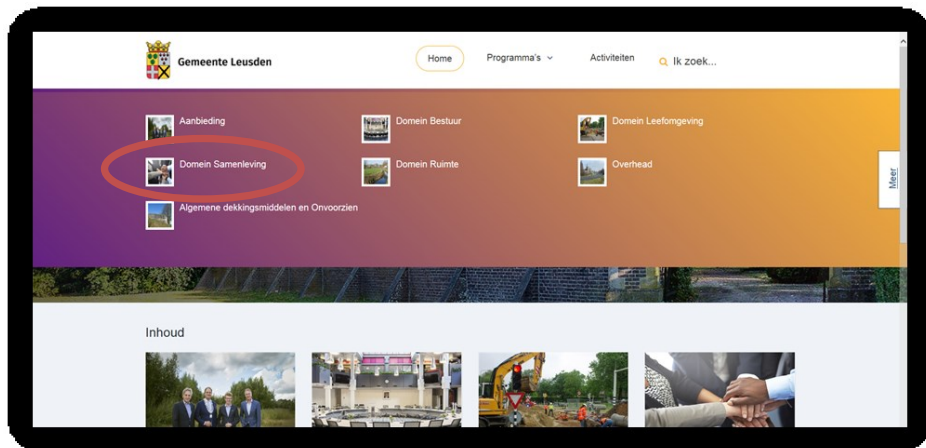 Gemeente Leusden
Home
Programma's
Activiteiten
Ik zoek...
Aanbieding
Domein Bestuur
Domein Leefomgeving
Domein Samenleving
Domein Ruimte
Overhead
Algemene dekkingsmiddelen en Onvoorzien
Meer
Inhoud